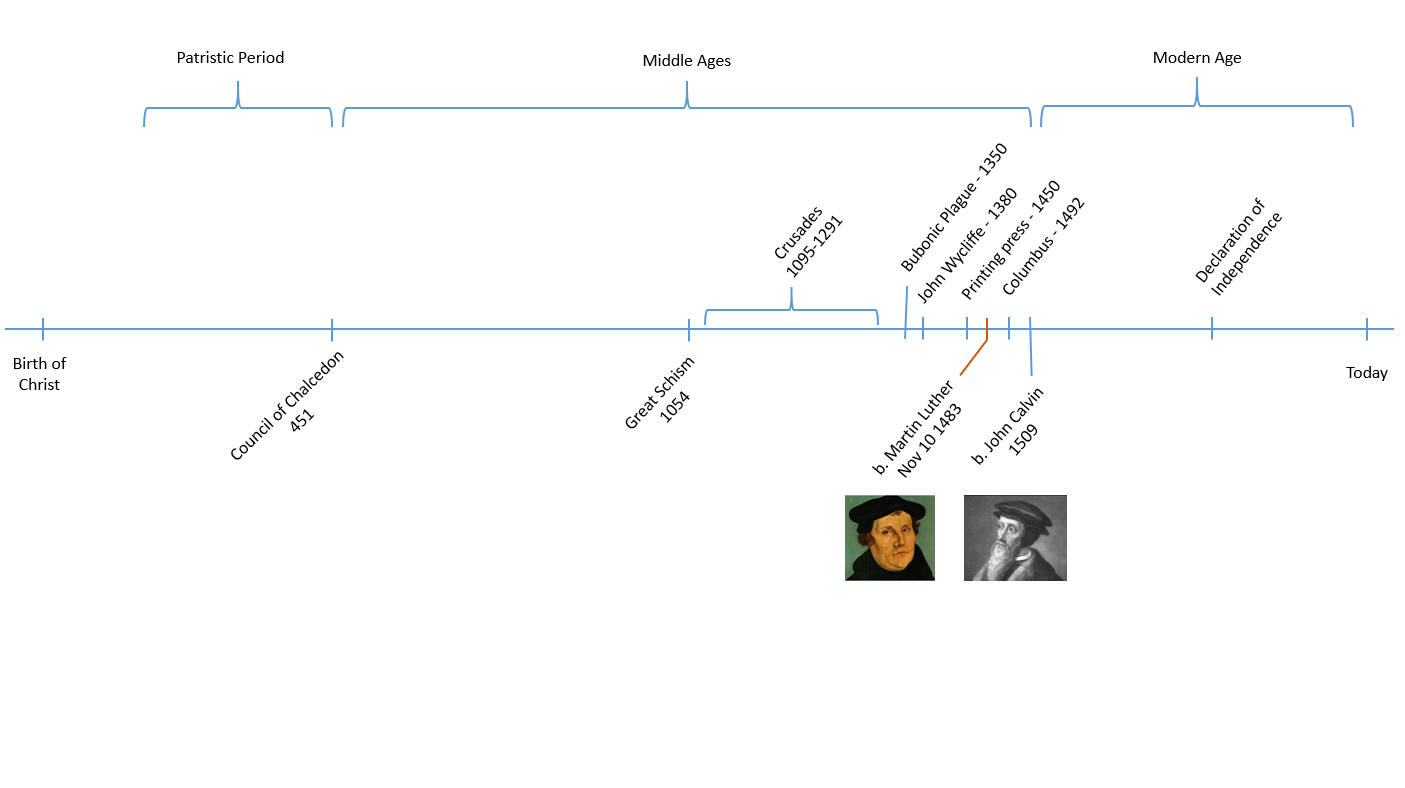 Patristic Period
Middle Ages
Modern Age
Crusades
1095-1291
Bubonic Plague - 1350
John Wycliffe - 1380
Printing press - 1450
Columbus - 1492
Declaration of
Independence
Birth of
Christ
Council of Chalcedon
451
Great Schism
1054
b. Martin Luther
Nov 10 1483
b. John Calvin
1509
Today